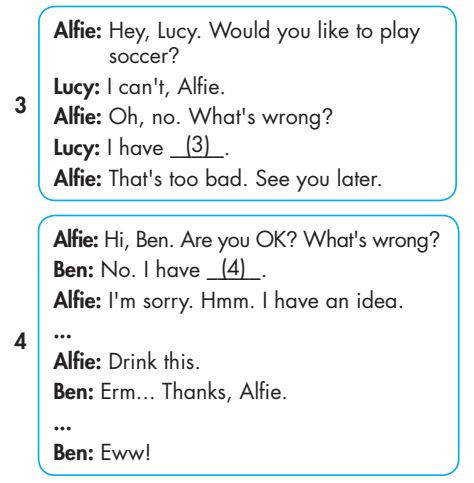 Alfie: Hey, Lucy. Would you like to play
soccer?
Lucy: I can't, Alfie.
3
Alfie: Oh, no. What's wrong?
Lucy: I have (3).
Alfie: That's too bad. See you later.
Alfie: Hi, Ben. Are you OK? What's wrong?
Ben: No. I have (4).
Alfie: I'm sorry. Hmm. I have an idea.
...
4
Alfie: Drink this.
Ben: Erm... Thanks, Alfie.
...
Ben: Eww!